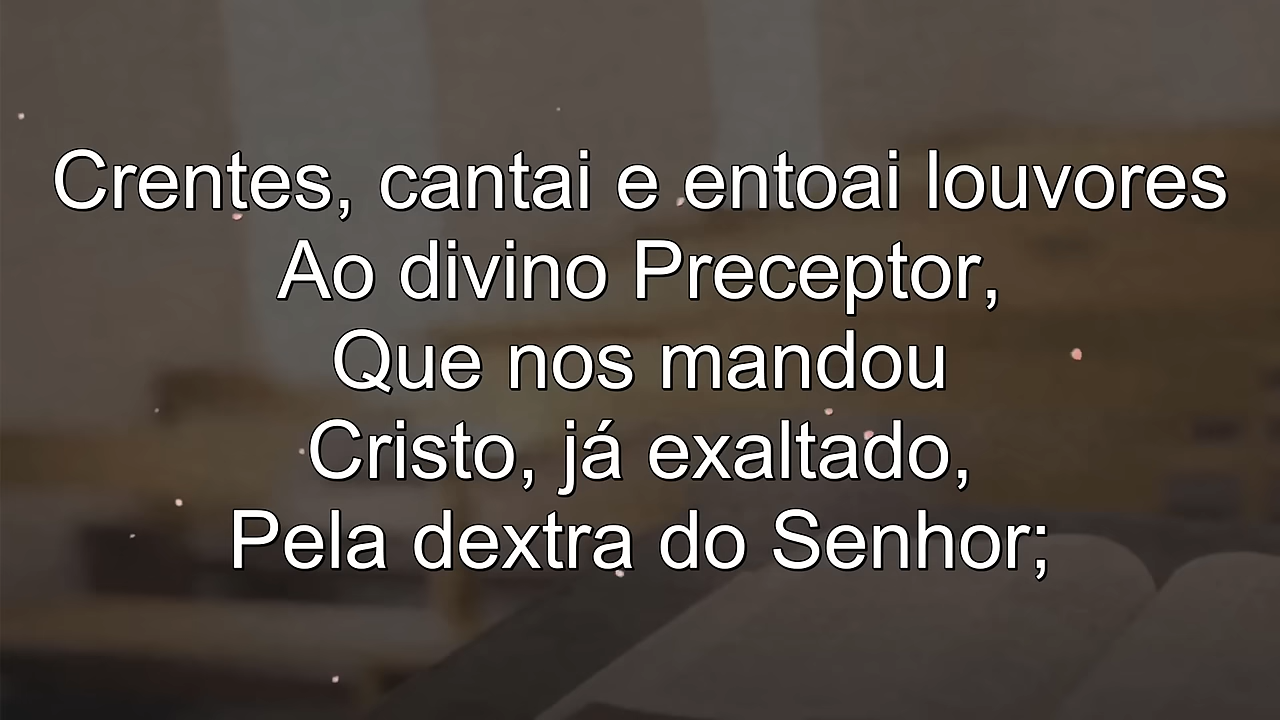 Crentes, cantai e entoai louvores
Ao divino Preceptor,
Que nos mandou
Cristo, já exaltado,
Pela dextra do Senhor;